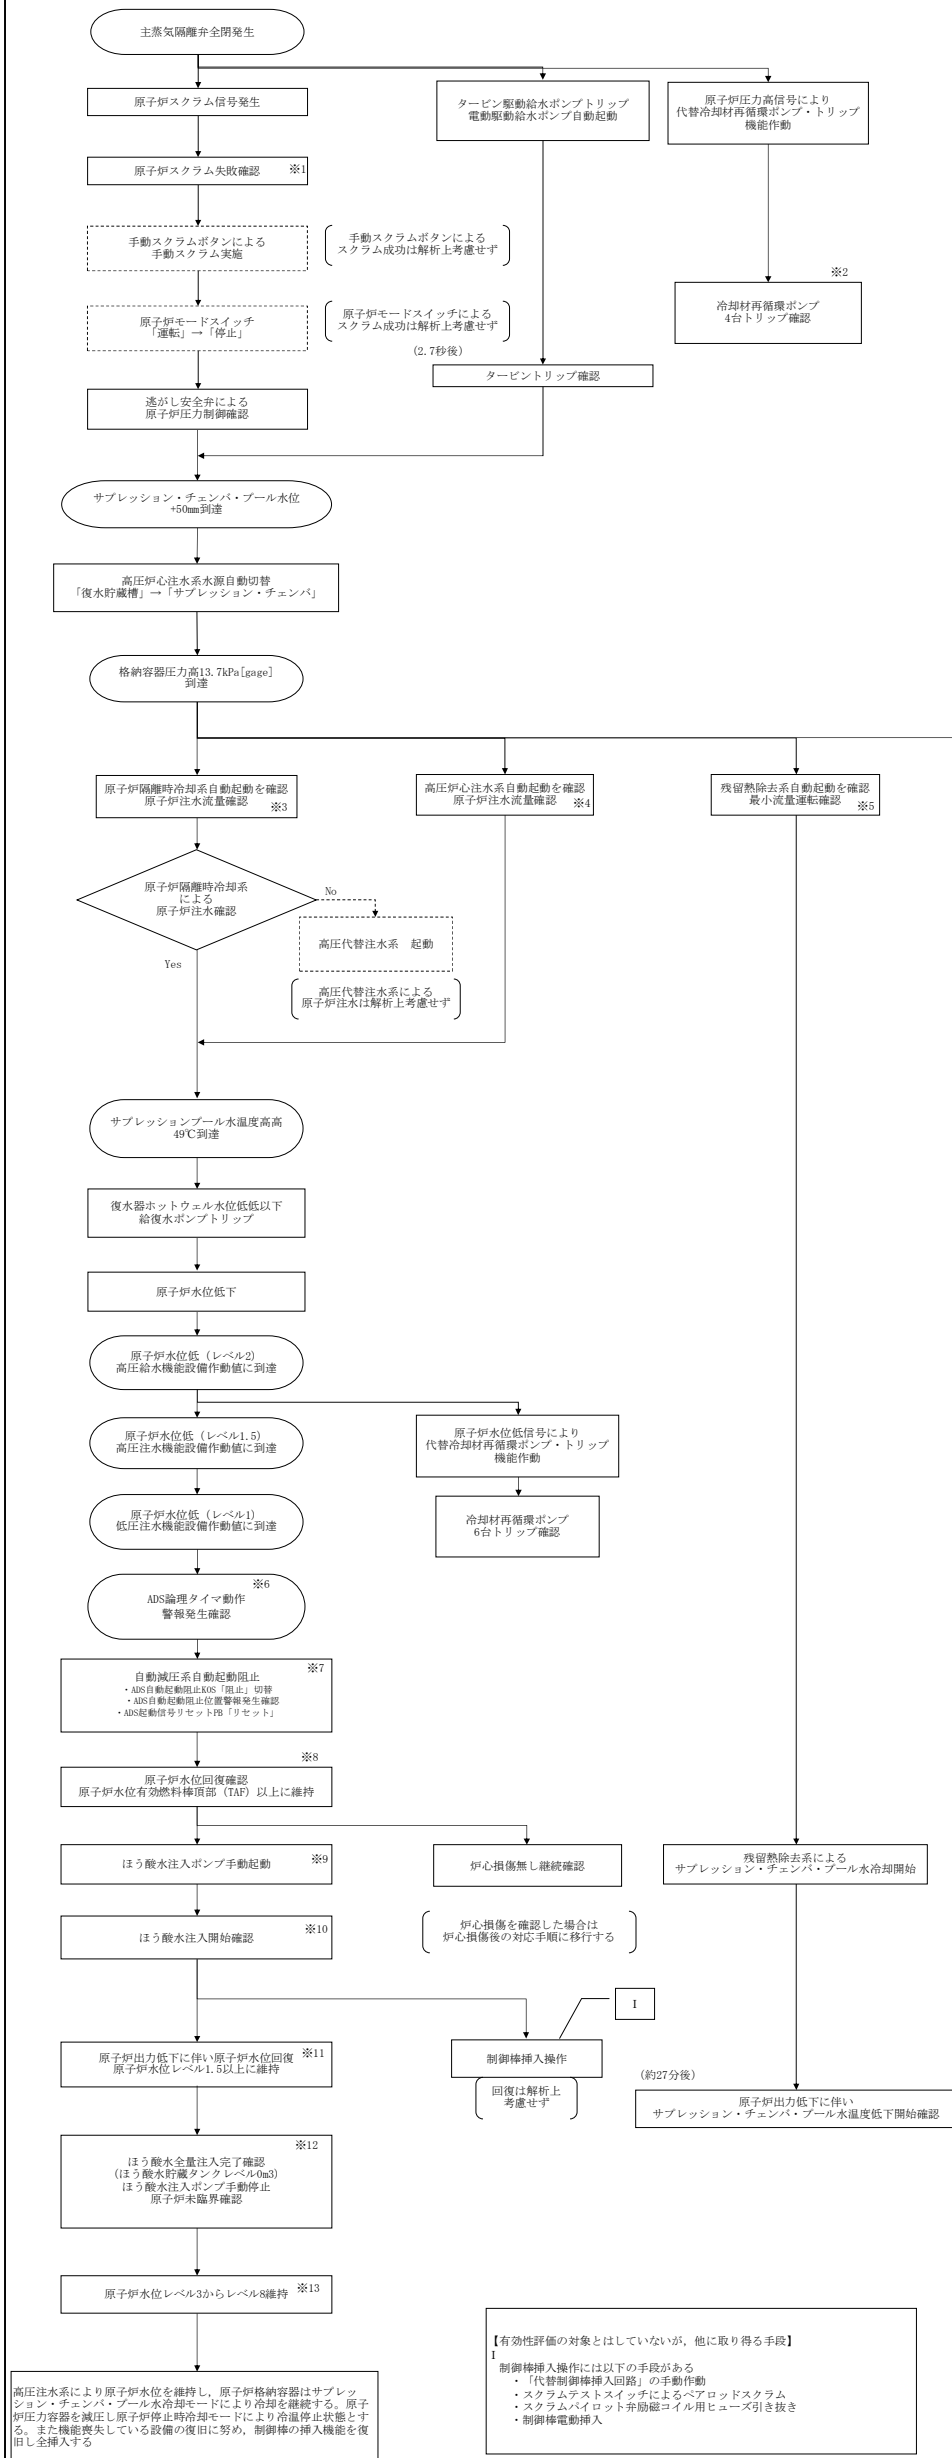 主蒸気隔離弁全閉発生
原子炉スクラム信号発生
タービン駆動給水ポンプトリップ
電動駆動給水ポンプ自動起動
原子炉圧力高信号により
代替冷却材再循環ポンプ・トリップ
機能作動
原子炉スクラム失敗確認
※1
手動スクラムボタンによる
手動スクラム実施
手動スクラムボタンによる
スクラム成功は解析上考慮せず
※2
冷却材再循環ポンプ
4台トリップ確認
原子炉モードスイッチ
「運転」→「停止」
原子炉モードスイッチによる
スクラム成功は解析上考慮せず
(2.7秒後)
タービントリップ確認
逃がし安全弁による
原子炉圧力制御確認
サプレッション・チェンバ・プール水位
+50mm到達
高圧炉心注水系水源自動切替
「復水貯蔵槽」→「サプレッション・チェンバ」
格納容器圧力高13.7kPa[gage]
到達
原子炉隔離時冷却系自動起動を確認
原子炉注水流量確認
※3
高圧炉心注水系自動起動を確認
原子炉注水流量確認
※4
残留熱除去系自動起動を確認
最小流量運転確認
※5
原子炉隔離時冷却系
による
原子炉注水確認
No
高圧代替注水系 起動
Yes
高圧代替注水系による
原子炉注水は解析上考慮せず
サプレッションプール水温度高高
49℃到達
復水器ホットウェル水位低低以下
給復水ポンプトリップ
原子炉水位低下
原子炉水位低（レベル2）
高圧給水機能設備作動値に到達
原子炉水位低（レベル1.5）
高圧注水機能設備作動値に到達
原子炉水位低信号により
代替冷却材再循環ポンプ・トリップ
機能作動
原子炉水位低（レベル1）
低圧注水機能設備作動値に到達
冷却材再循環ポンプ
6台トリップ確認
※6
ADS論理タイマ動作
警報発生確認
※7
自動減圧系自動起動阻止
・ADS自動起動阻止KOS「阻止」切替
・ADS自動起動阻止位置警報発生確認
・ADS起動信号リセットPB「リセット」
※8
原子炉水位回復確認
原子炉水位有効燃料棒頂部（TAF）以上に維持
ほう酸水注入ポンプ手動起動
※9
炉心損傷無し継続確認
残留熱除去系による
サプレッション・チェンバ・プール水冷却開始
ほう酸水注入開始確認
※10
炉心損傷を確認した場合は
炉心損傷後の対応手順に移行する
I
原子炉出力低下に伴い原子炉水位回復
原子炉水位レベル1.5以上に維持
※11
制御棒挿入操作
回復は解析上
考慮せず
(約27分後)
原子炉出力低下に伴い
サプレッション・チェンバ・プール水温度低下開始確認
※12
ほう酸水全量注入完了確認
(ほう酸水貯蔵タンクレベル0m3)
ほう酸水注入ポンプ手動停止
原子炉未臨界確認
原子炉水位レベル3からレベル8維持
※13
高圧注水系により原子炉水位を維持し，原子炉格納容器はサプレッ
ション・チェンバ・プール水冷却モードにより冷却を継続する。原子
炉圧力容器を減圧し原子炉停止時冷却モードにより冷温停止状態とす
る。また機能喪失している設備の復旧に努め，制御棒の挿入機能を復
旧し全挿入する
【有効性評価の対象とはしていないが，他に取り得る手段】
I
制御棒挿入操作には以下の手段がある
・「代替制御棒挿入回路」の手動作動
・スクラムテストスイッチによるペアロッドスクラム
・スクラムパイロット弁励磁コイル用ヒューズ引き抜き
・制御棒電動挿入